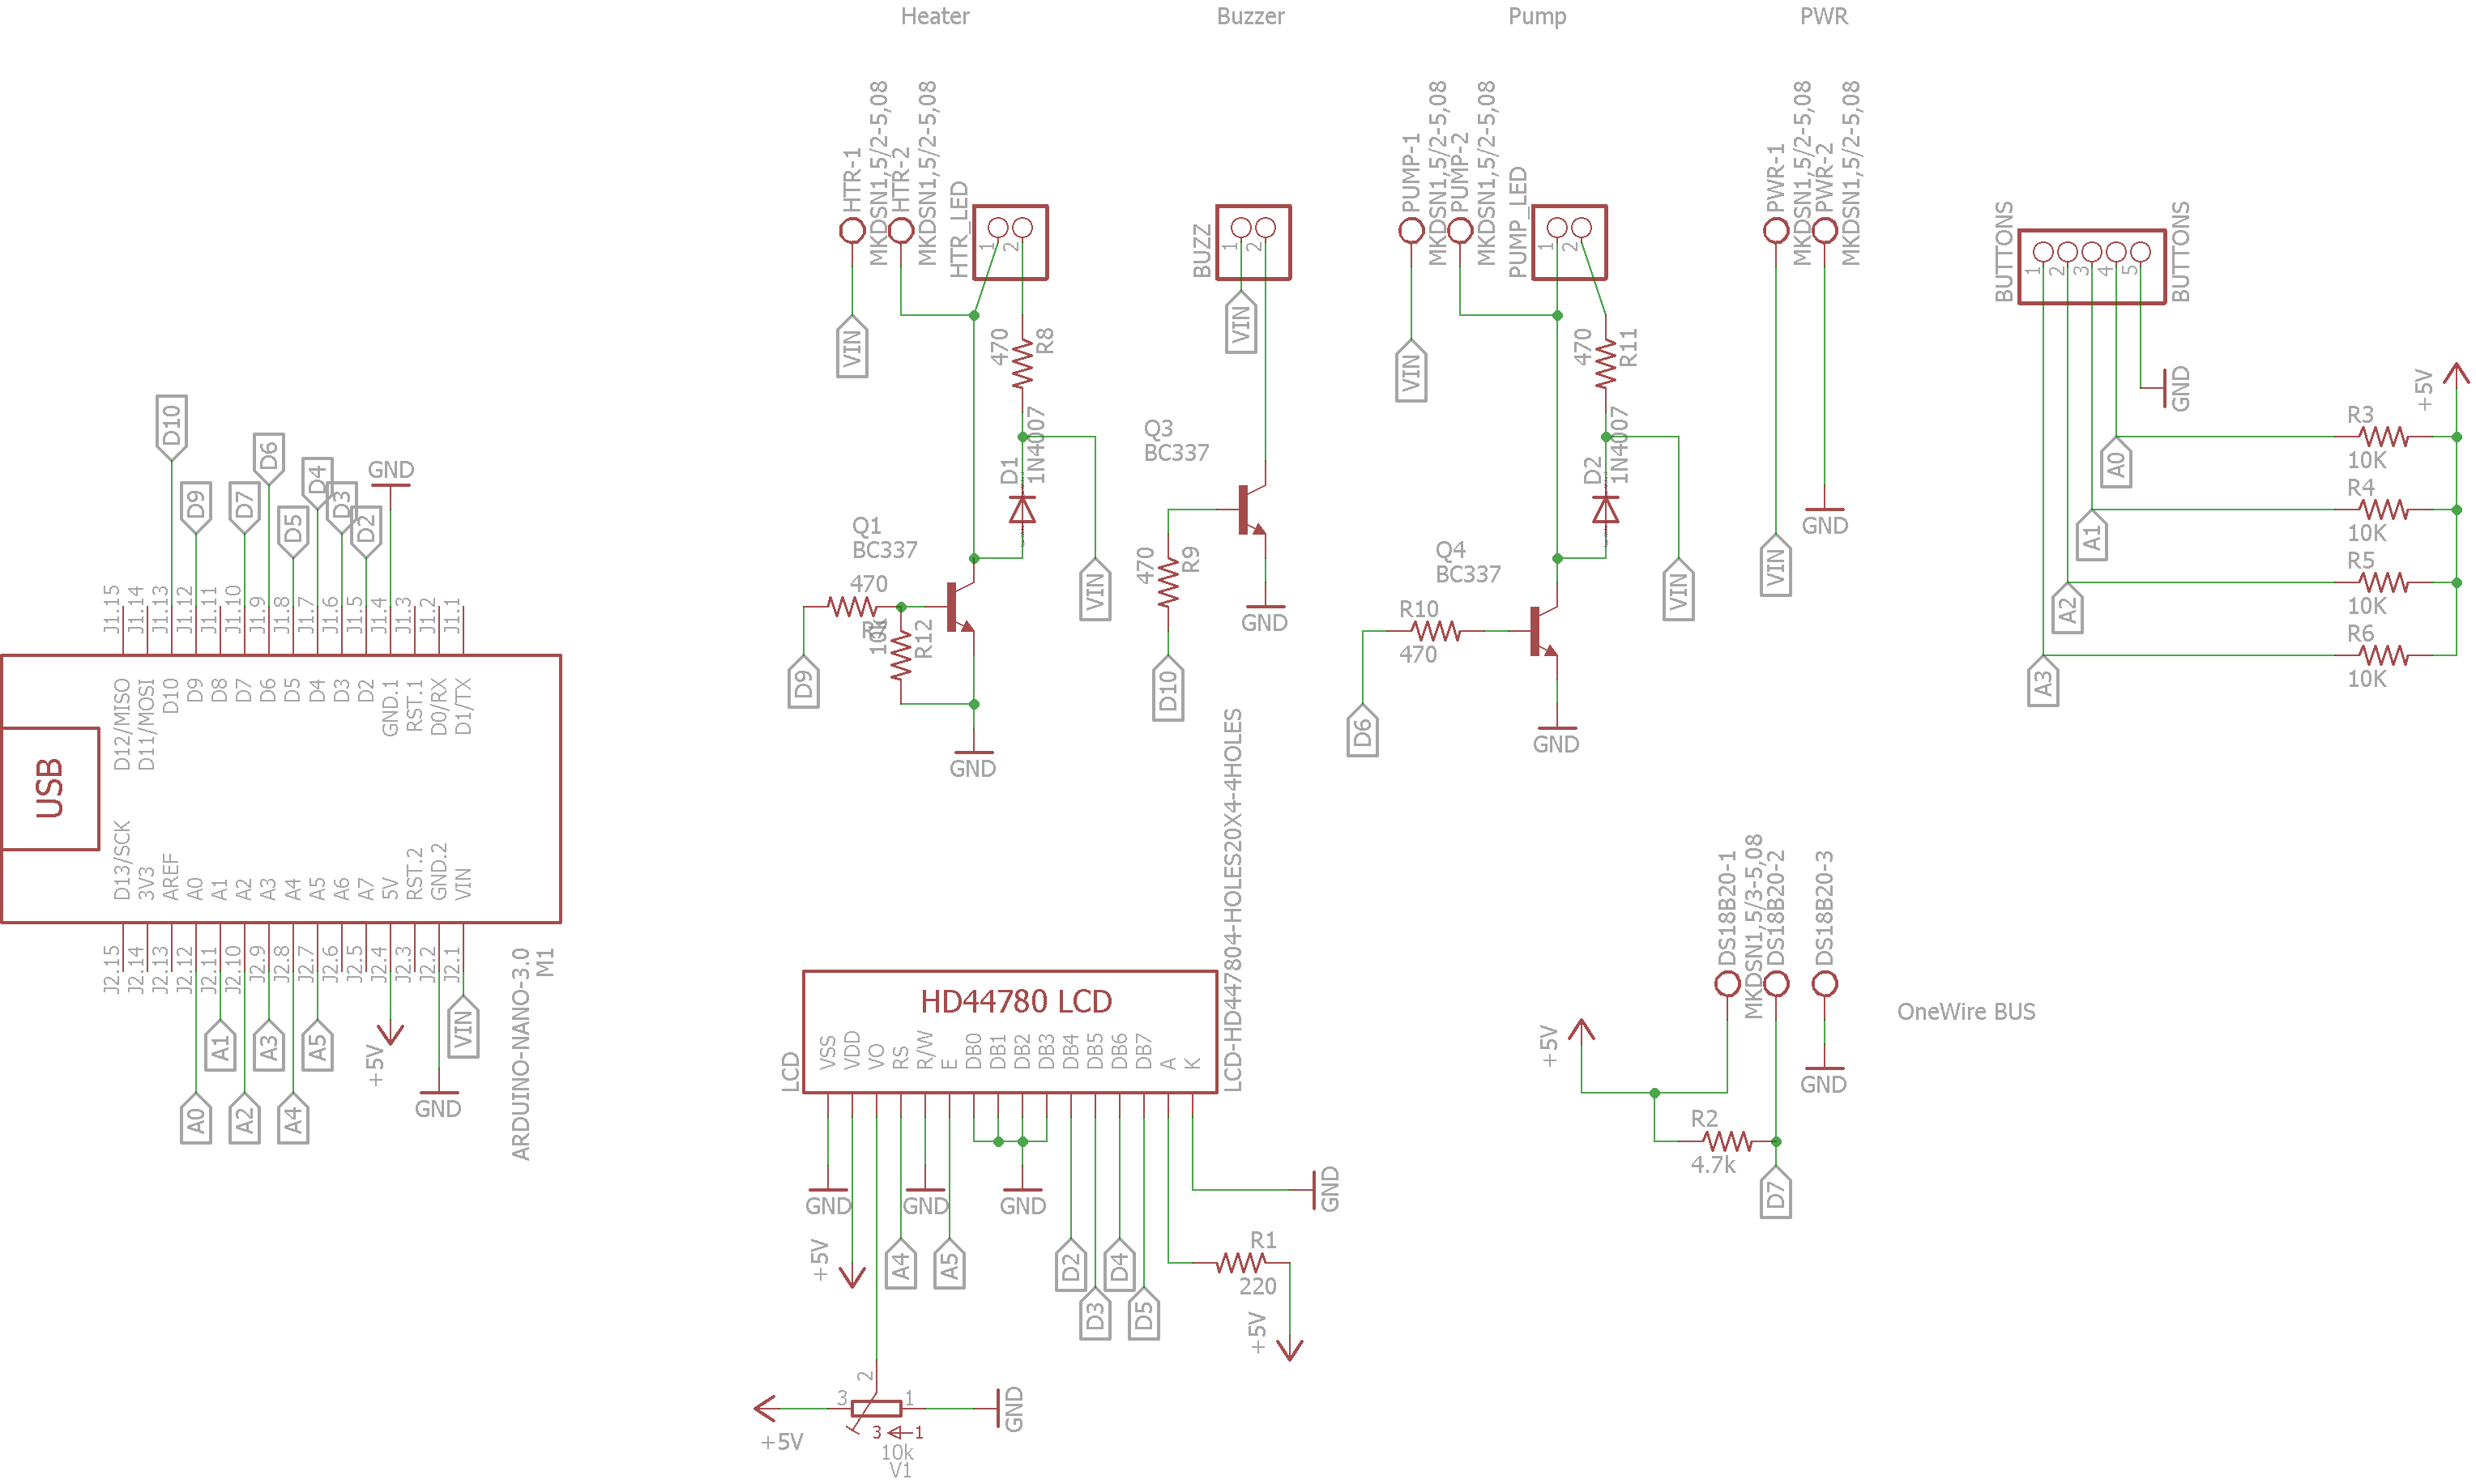 Heater
Buzzer
Pump
PWR
HTR-1
MKDSN1,5/2-5,08
HTR-2
MKDSN1,5/2-5,08
HTR_LED
1
2
VIN
470
R8
D1
1N4007
VIN
Q1
BC337
470
10k
R12
D9
GND
BUZZ
1
2
VIN
Q3
BC337
470
R9
D10
GND
PUMP-1
MKDSN1,5/2-5,08
PUMP-2
MKDSN1,5/2-5,08
PUMP_LED
1
2
VIN
470
R11
D2
1N4007
VIN
Q4
BC337
R10
470
D6
GND
PWR-1
MKDSN1,5/2-5,08
PWR-2
MKDSN1,5/2-5,08
VIN
GND
BUTTONS
1
2
3
4
5
BUTTONS
GND
+5V
R3
10K
A0
R4
10K
A1
R5
10K
A2
R6
10K
A3
D10
D9
D7
D6
D5
D4
D3
D2
GND
J1.15
J1.14
J1.13
J1.12
J1.11
J1.10
J1.9
J1.8
J1.7
J1.6
J1.5
J1.4
J1.3
J1.2
J1.1
D12/MISO
D11/MOSI
D10
D9
D8
D7
D6
D5
D4
D3
D2
GND.1
RST.1
D0/RX
D1/TX
USB
D13/SCK
3V3
AREF
A0
A1
A2
A3
A4
A5
A6
A7
5V
RST.2
GND.2
VIN
J2.15
J2.14
J2.13
J2.12
J2.11
J2.10
J2.9
J2.8
J2.7
J2.6
J2.5
J2.4
J2.3
J2.2
J2.1
ARDUINO-NANO-3.0
M1
A0
A1
A2
A3
A4
A5
+5V
GND
VIN
LCD
HD44780 LCD
VSS
VDD
VO
RS
R/W
E
DB0
DB1
DB2
DB3
DB4
DB5
DB6
DB7
A
K
LCD-HD447804-HOLES20X4-4HOLES
GND
GND
GND
GND
+5V
A4
A5
D2
D3
D4
D5
R1
220
+5V
2
3
1
3
1
+5V
GND
10k
V1
DS18B20-1
MKDSN1,5/3-5,08
DS18B20-2
DS18B20-3
OneWire BUS
+5V
GND
R2
4.7k
D7